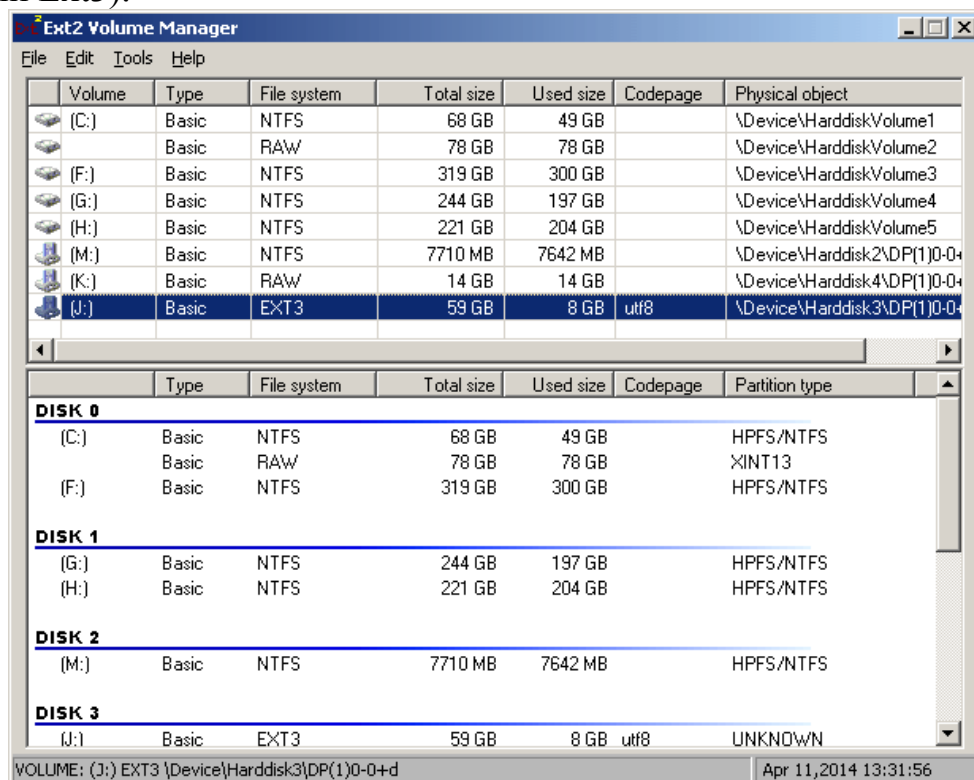 Ext3).
Ext2 Volume Manager
File Edit Tools Help
Volume Type File system Total size Used size Codepage Physical object
(C:) Basic NTFS 68 GB 49 GB \Device\HarddiskVolume1
Basic RAW 78 GB 78 GB \Device\HarddiskVolume2
(F:) Basic NTFS 319 GB 300 GB \Device\HarddiskVolume3
(G:) Basic NTFS 244 GB 197 GB \Device\HarddiskVolume4
(H:) Basic NTFS 221 GB 204 GB \Device\HarddiskVolume5
(M:) Basic NTFS 7710 MB 7642 MB \Device\Harddisk2\DP(1)0-0+
(K:) Basic RAW 14 GB 14 GB \Device\Harddisk4\DP(1)0-0+
(J:) Basic EXT3 59 GB 8 GB utf8 \Device\Harddisk3\DP(1)0-0+
Type File system Total size Used size Codepage Partition type
DISK 0
(C:) Basic NTFS 68 GB 49 GB HPFS/NTFS
Basic RAW 78 GB 78 GB XINT13
(F:) Basic NTFS 319 GB 300 GB HPFS/NTFS
DISK 1
(G:) Basic NTFS 244 GB 197 GB HPFS/NTFS
(H:) Basic NTFS 221 GB 204 GB HPFS/NTFS
DISK 2
(M:) Basic NTFS 7710 MB 7642 MB HPFS/NTFS
DISK 3
(J:) Basic EXT3 59 GB 8 GB utf8 UNKNOWN
VOLUME: (J:) EXT3 \Device\Harddisk3\DP(1)0-0+d Apr 11,2014 13:31:56